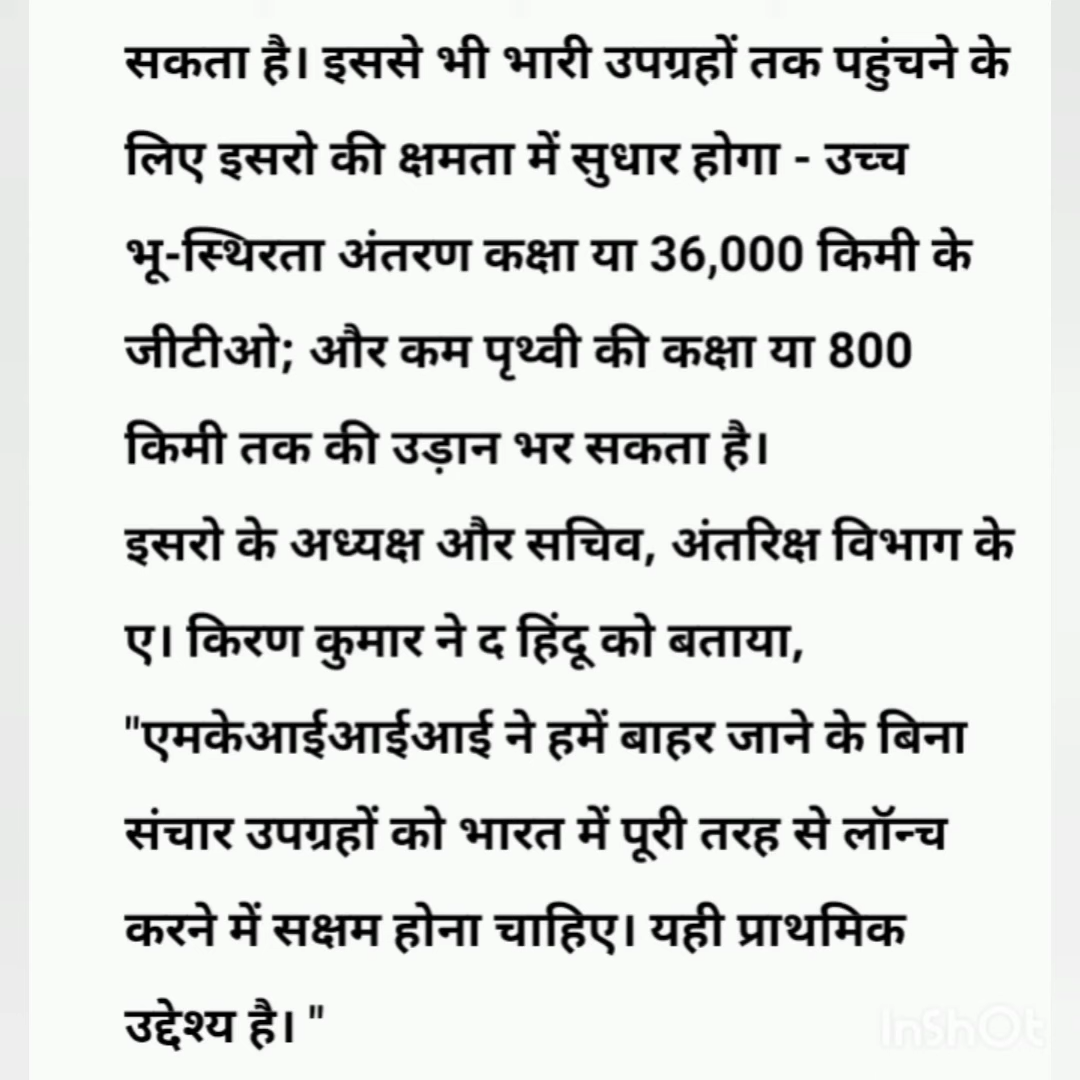 सकता है। इससे भी भारी उपग्रहों तक पहुंचने के
लिए इसरो की क्षमता में सुधार होगा - उच्च
भू-स्थिरता अंतरण कक्षा या 36,000 किमी के
जीटीओ; और कम पृथ्वी की कक्षा या 800
किमी तक की उड़ान भर सकता है।
इसरो के अध्यक्ष और सचिव, अंतरिक्ष विभाग के
ए। किरण कुमार ने द हिंदू को बताया,
"एमकेआईआईआई ने हमें बाहर जाने के बिना
संचार उपग्रहों को भारत में पूरी तरह से लॉन्च
करने में सक्षम होना चाहिए। यही प्राथमिक
उद्देश्य है। "
InShOt